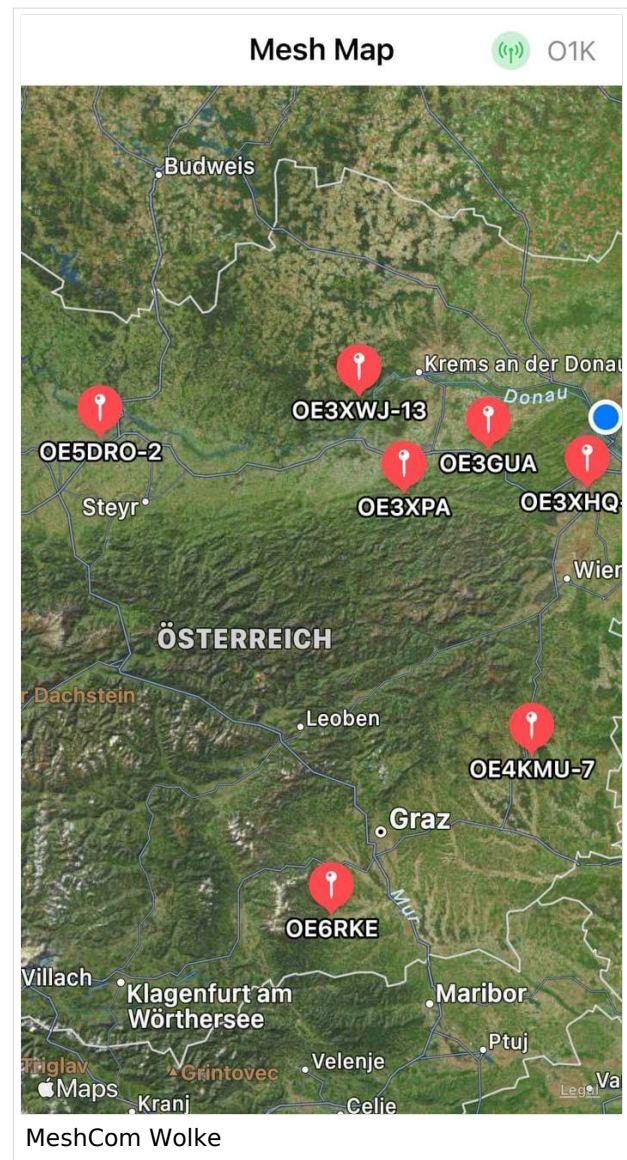 Mesh Map
O1K
Budweis
Krems an der Donau
OE3XWJ-13
Donau
OE5DRO-2
OE3GUA
Steyr
OE3XPA
OE3XHQ-
Wier
ÖSTERREICH
r Dachstein
Leoben
OE4KMU-7
Graz
OE6RKE
Mur
Villach
Klagenfurt am
Wörthersee
Maribor
Ptuj
Triglav
Grintovec
Velenje
Maps
Legal
Va
Kranj
Celje
MeshCom Wolke